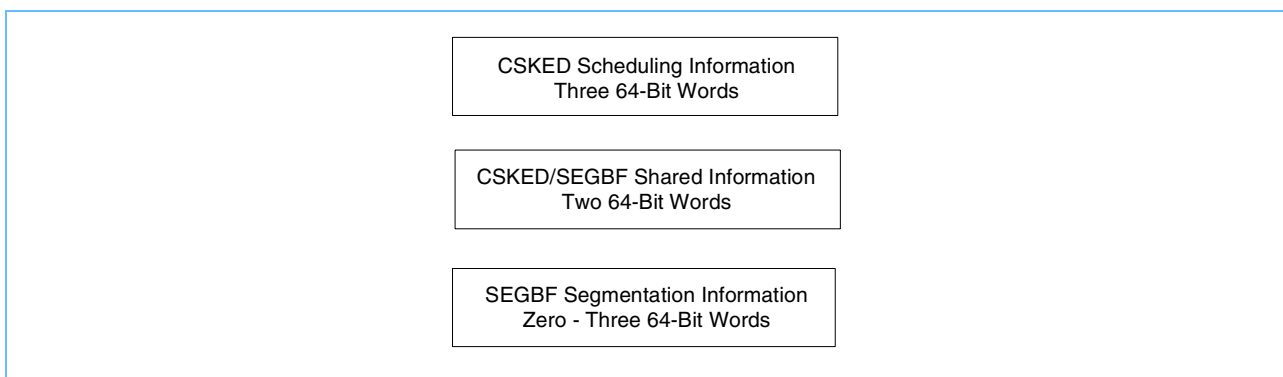 CSKED Scheduling Information
Three 64-Bit Words
CSKED/SEGBF Shared Information
Two 64-Bit Words
SEGBF Segmentation Information
Zero - Three 64-Bit Words